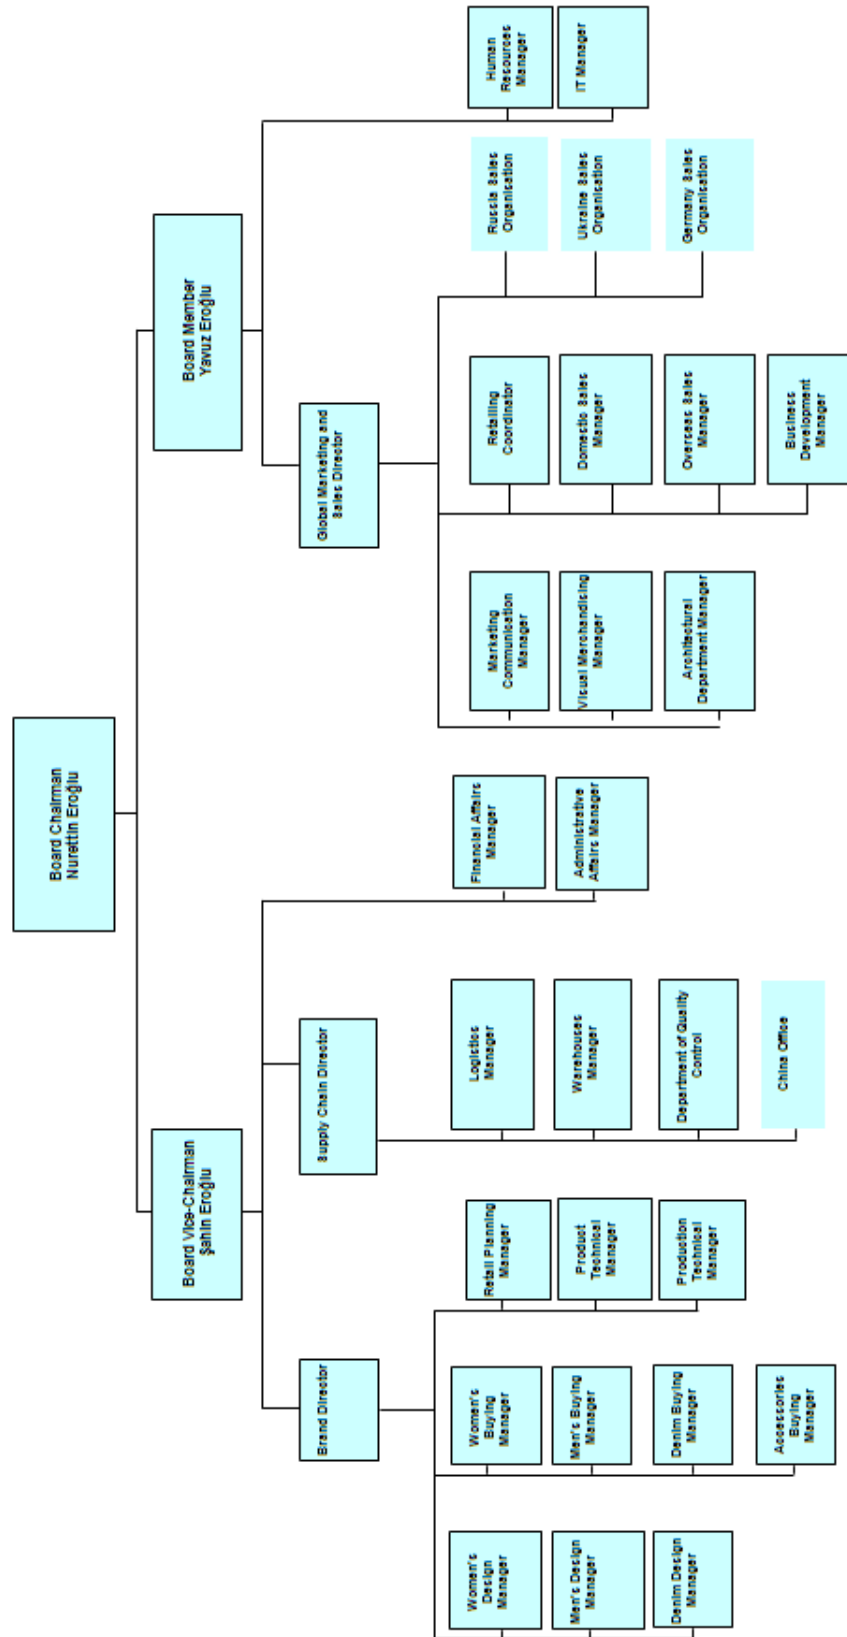 Board Chairman
Nurettin Eroğlu
Board Vice-Chairman
Şahin Eroğlu
Board Member
Yavuz Eroğlu
Brand Director
Supply Chain Director
Global Marketing and
Sales Director
Women's
Design
Manager
Men's Design
Manager
Denim Design
Manager
Women's
Buying
Manager
Men's Buying
Manager
Denim Buying
Manager
Accessories
Buying
Manager
Retail Planning
Manager
Product
Technical
Manager
Production
Technical
Manager
Logistics
Manager
Warehouses
Manager
Department of Quality
Control
China Office
Financial Affairs
Manager
Administrative
Affairs Manager
Marketing
Communication
Manager
Visual Merchandising
Manager
Architectural
Department Manager
Retailing
Coordinator
Domestic Sales
Manager
Overseas Sales
Manager
Business
Development
Manager
Russia Sales
Organisation
Ukraine Sales
Organisation
Germany Sales
Organisation
Human
Resources
Manager
IT Manager